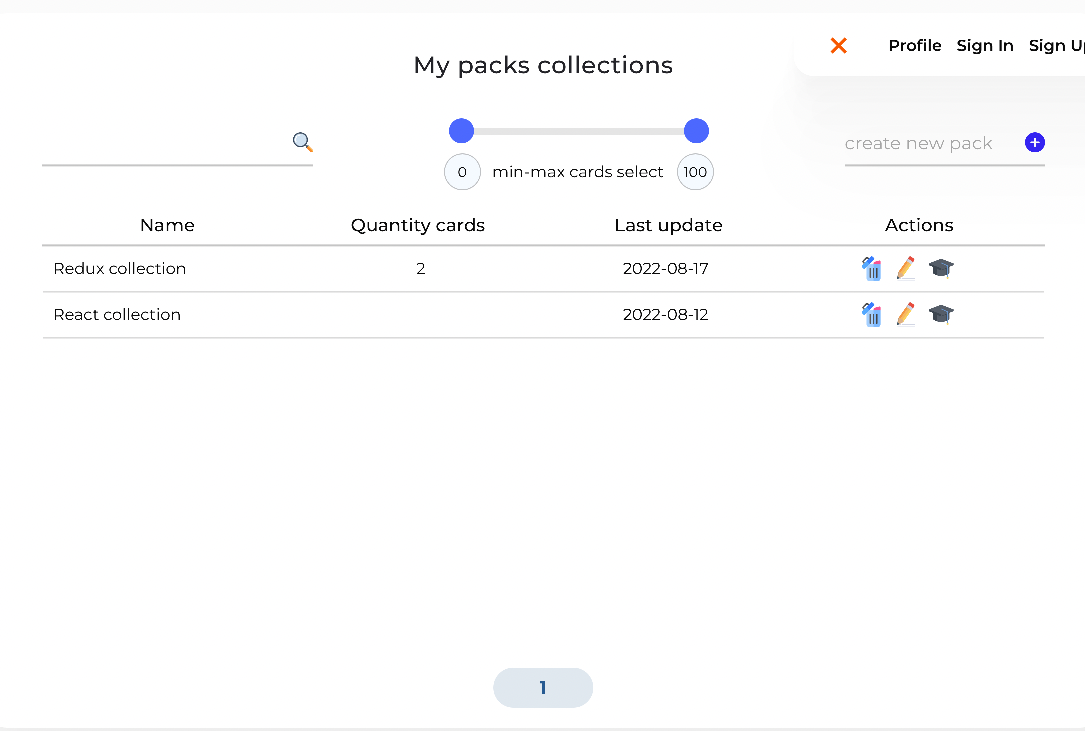 Profile Sign In Sign Up
My packs collections
create new pack
0 min-max cards select 100
Name Quantity cards Last update Actions
Redux collection 2 2022-08-17
React collection 2022-08-12
1